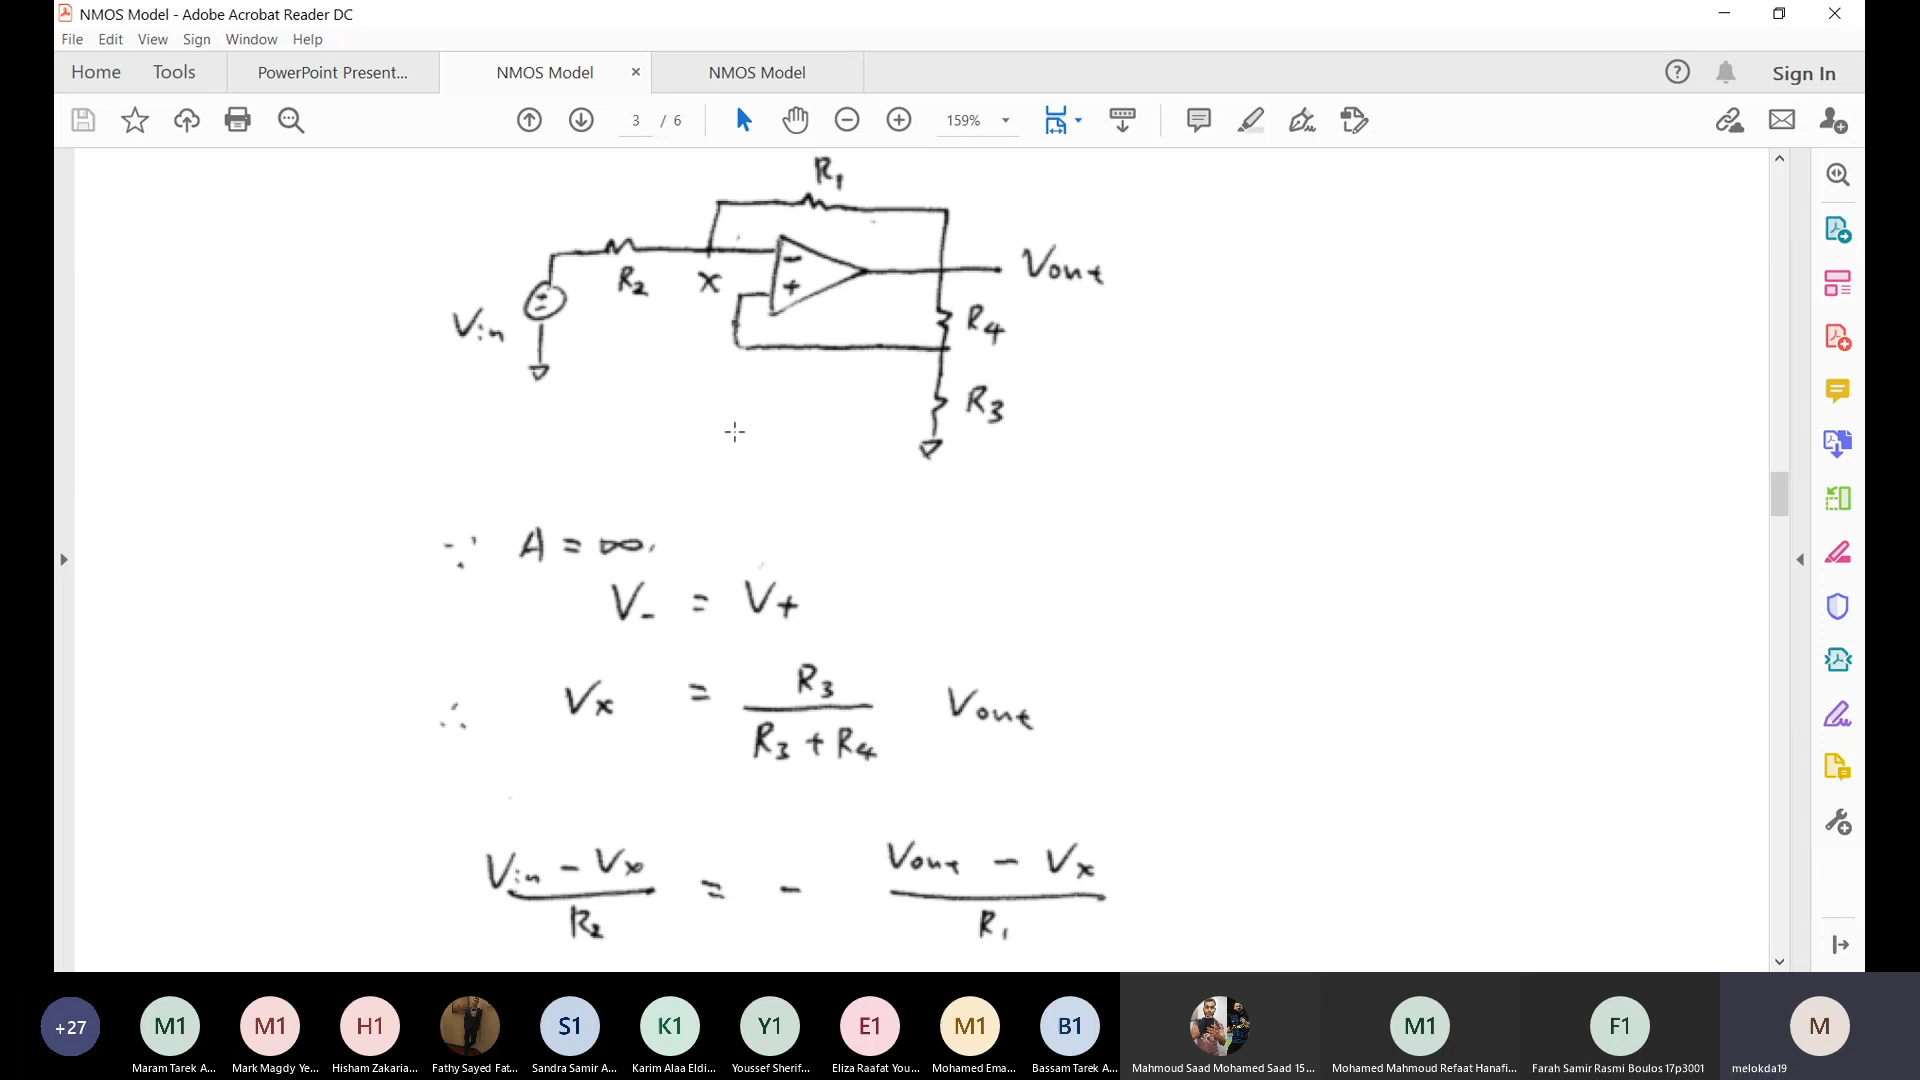 NMOS Model - Adobe Acrobat Reader DC
File Edit View Sign Window Help
Home Tools PowerPoint Present... NMOS Model × NMOS Model Sign In
3 / 6 159%
R₁
Vin R₂ x − + Vout
R₄
R₃
∵ A = ∞,
V₋ = V₊
∴ Vx = R₃ / (R₃ + R₄) Vout
(Vin − Vx) / R₂ = − (Vout − Vx) / R₁
+27 M1 M1 H1 S1 K1 Y1 E1 M1 B1 M1 F1 M
Maram Tarek A... Mark Magdy Ye... Hisham Zakaria... Fathy Sayed Fat... Sandra Samir A... Karim Alaa Eldi... Youssef Sherif... Eliza Raafat You... Mohamed Ema... Bassam Tarek A... Mahmoud Saad Mohamed Saad 15... Mohamed Mahmoud Refaat Hanafi... Farah Samir Rasmi Boulos 17p3001 melokda19